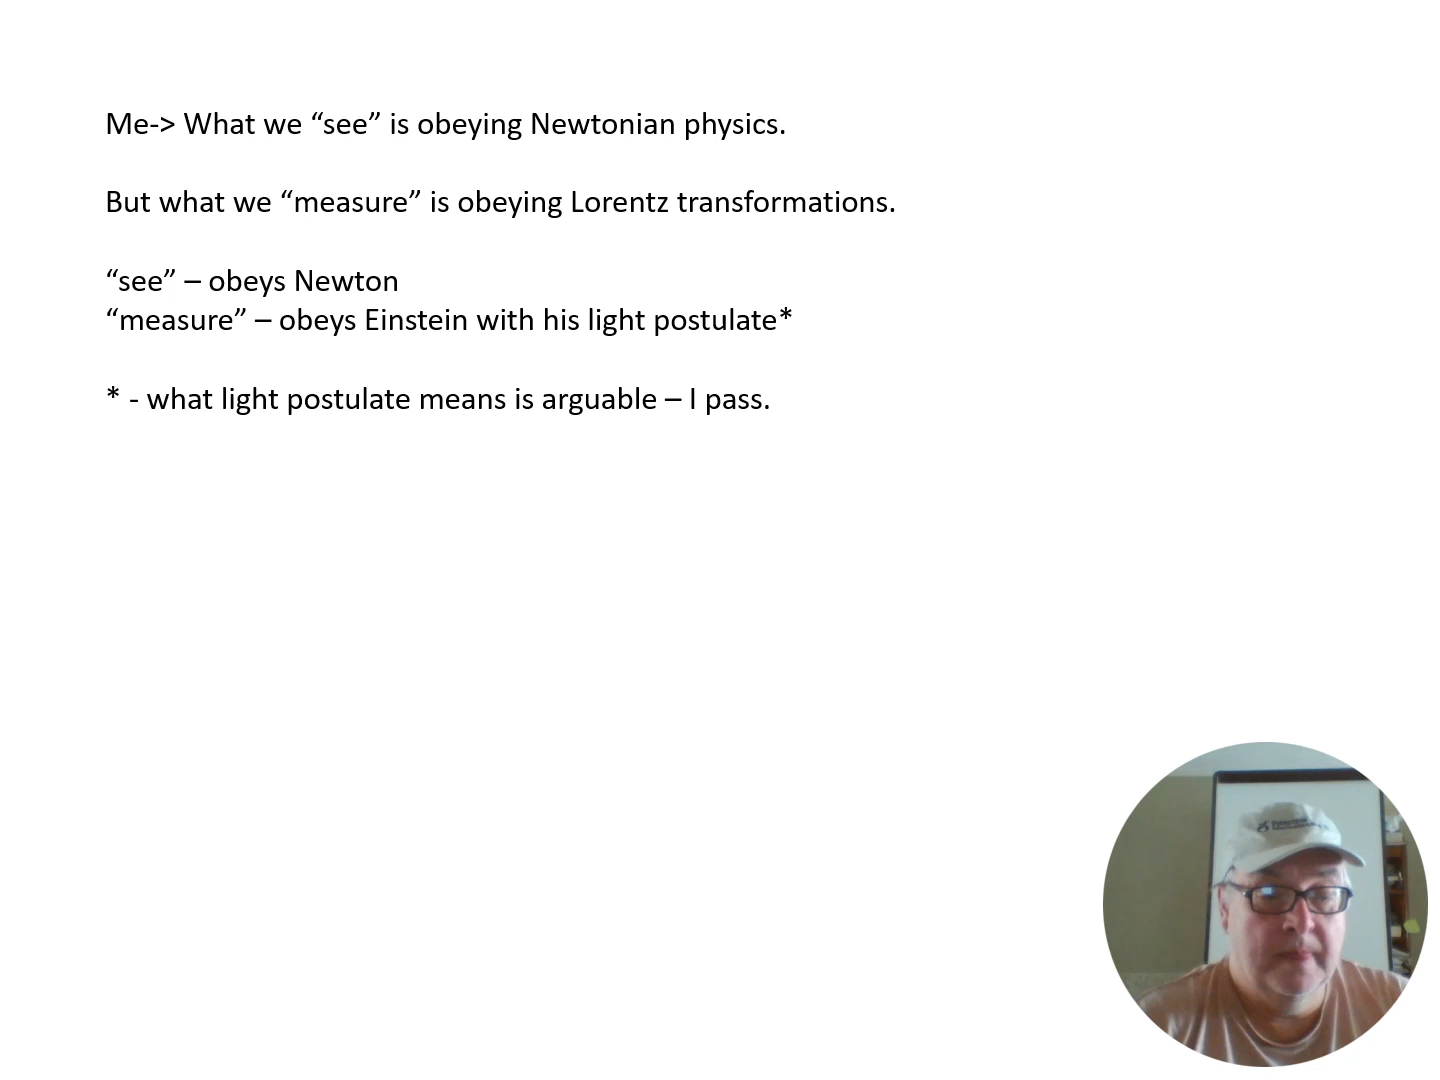 Me-> What we “see” is obeying Newtonian physics.
But what we “measure” is obeying Lorentz transformations.
“see” – obeys Newton
“measure” – obeys Einstein with his light postulate*
* - what light postulate means is arguable – I pass.